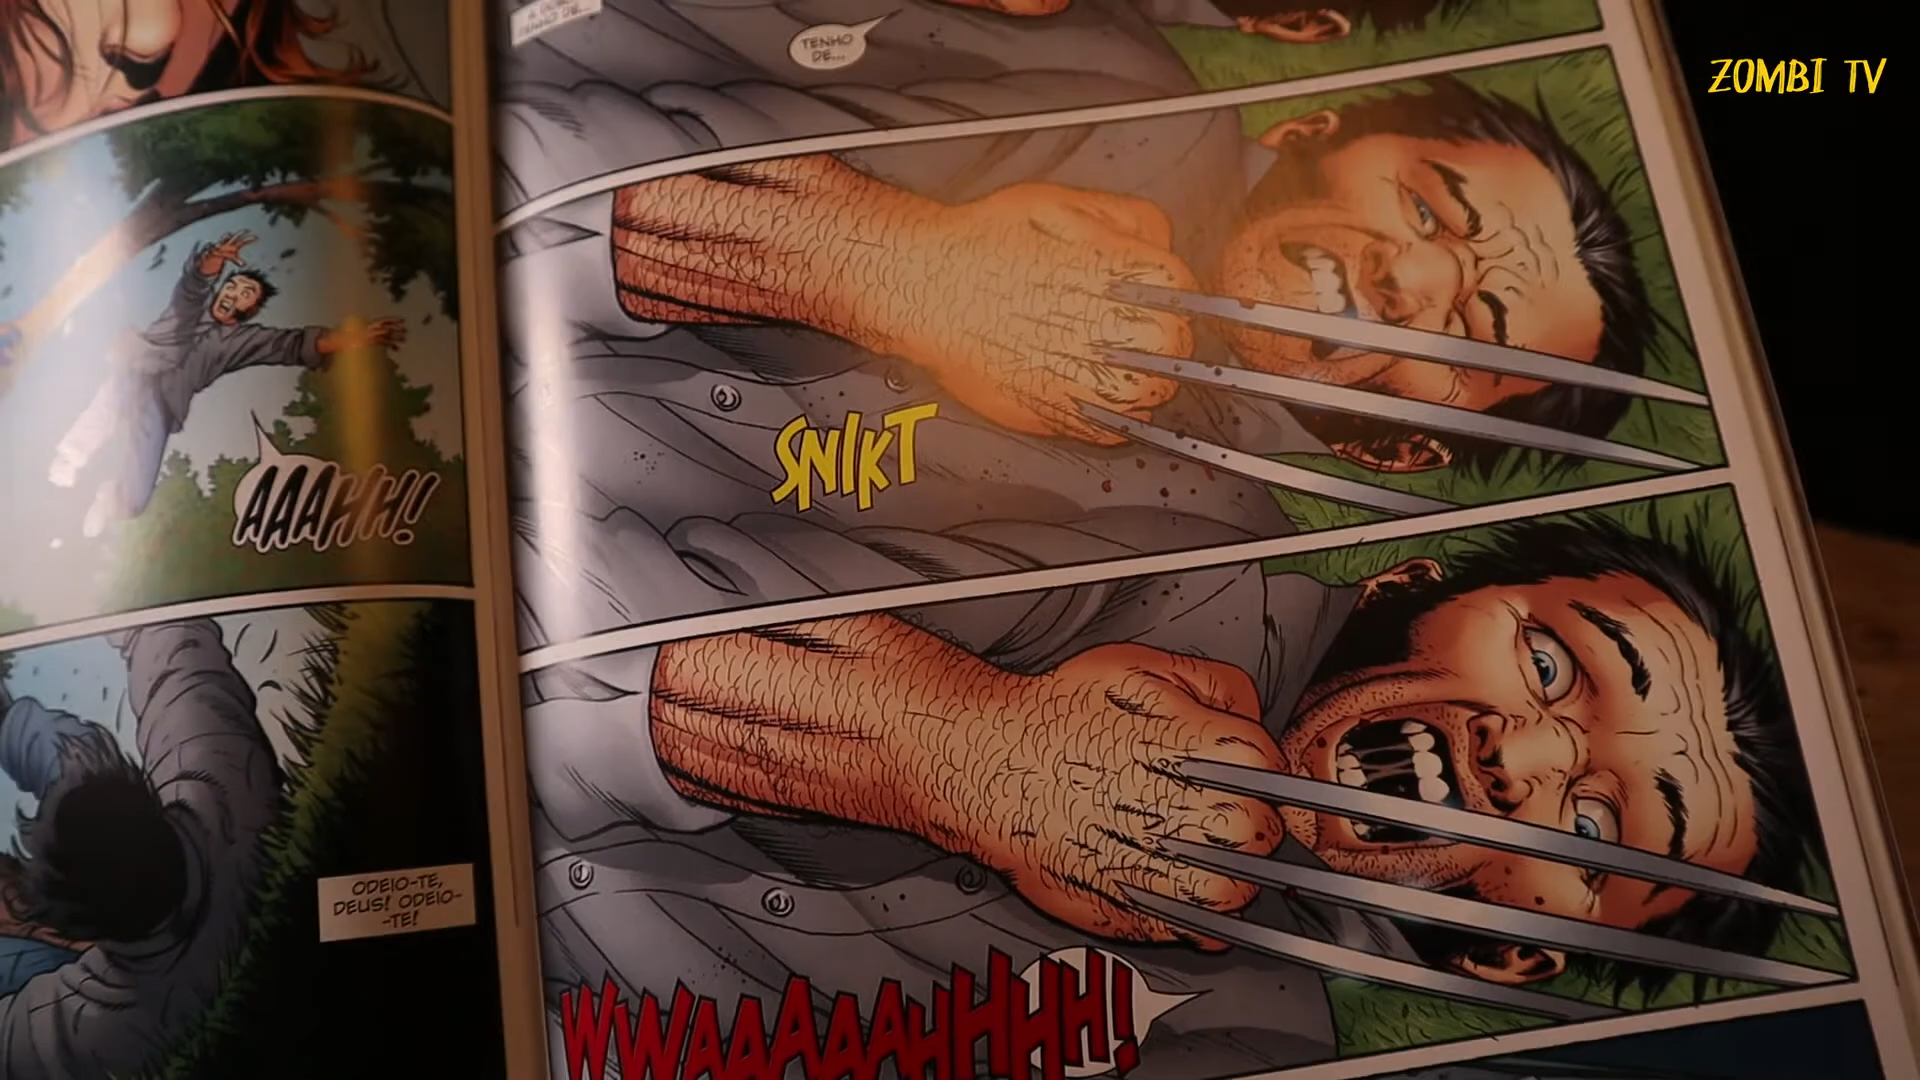 AAAHH!
ODEIO-TE,
DEUS! ODEIO-
-TE!
TENHO
DE...
SNIKT
WWAAAAAAHHHH!
ZOMBI TV